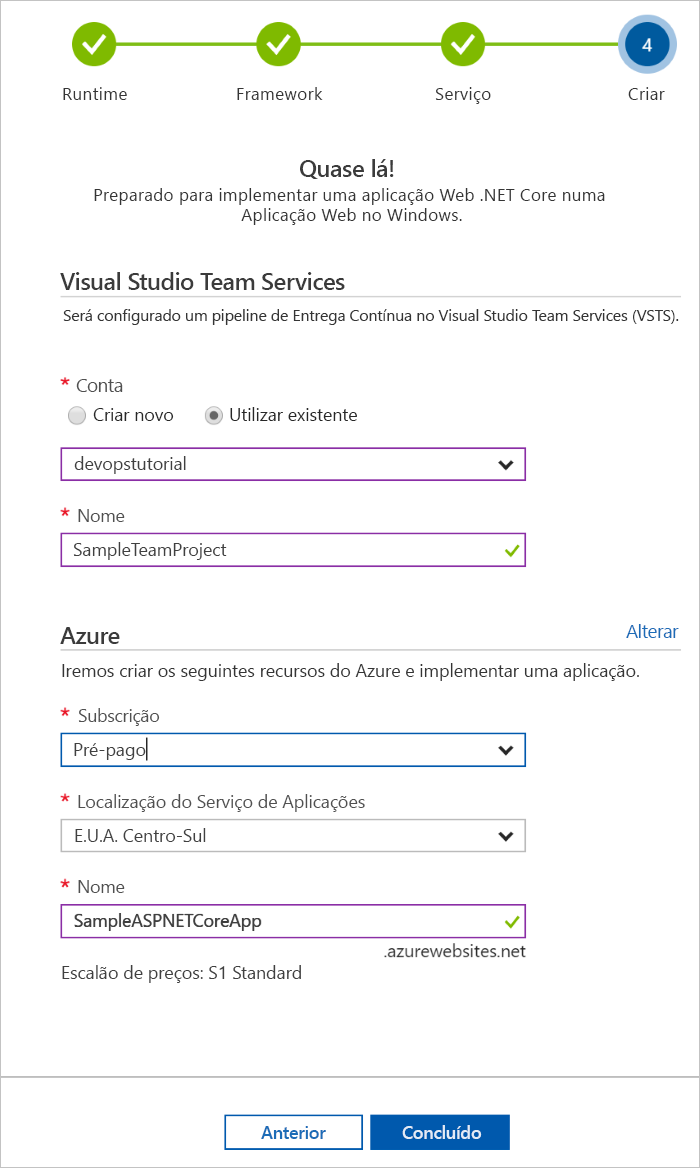 4
Runtime Framework Serviço Criar
Quase lá!
Preparado para implementar uma aplicação Web .NET Core numa
Aplicação Web no Windows.
Visual Studio Team Services
Será configurado um pipeline de Entrega Contínua no Visual Studio Team Services (VSTS).
* Conta
Criar novo Utilizar existente
devopstutorial
* Nome
SampleTeamProject
Azure Alterar
Iremos criar os seguintes recursos do Azure e implementar uma aplicação.
* Subscrição
Pré-pago
* Localização do Serviço de Aplicações
E.U.A. Centro-Sul
* Nome
SampleASPNETCoreApp
.azurewebsites.net
Escalão de preços: S1 Standard
Anterior Concluído